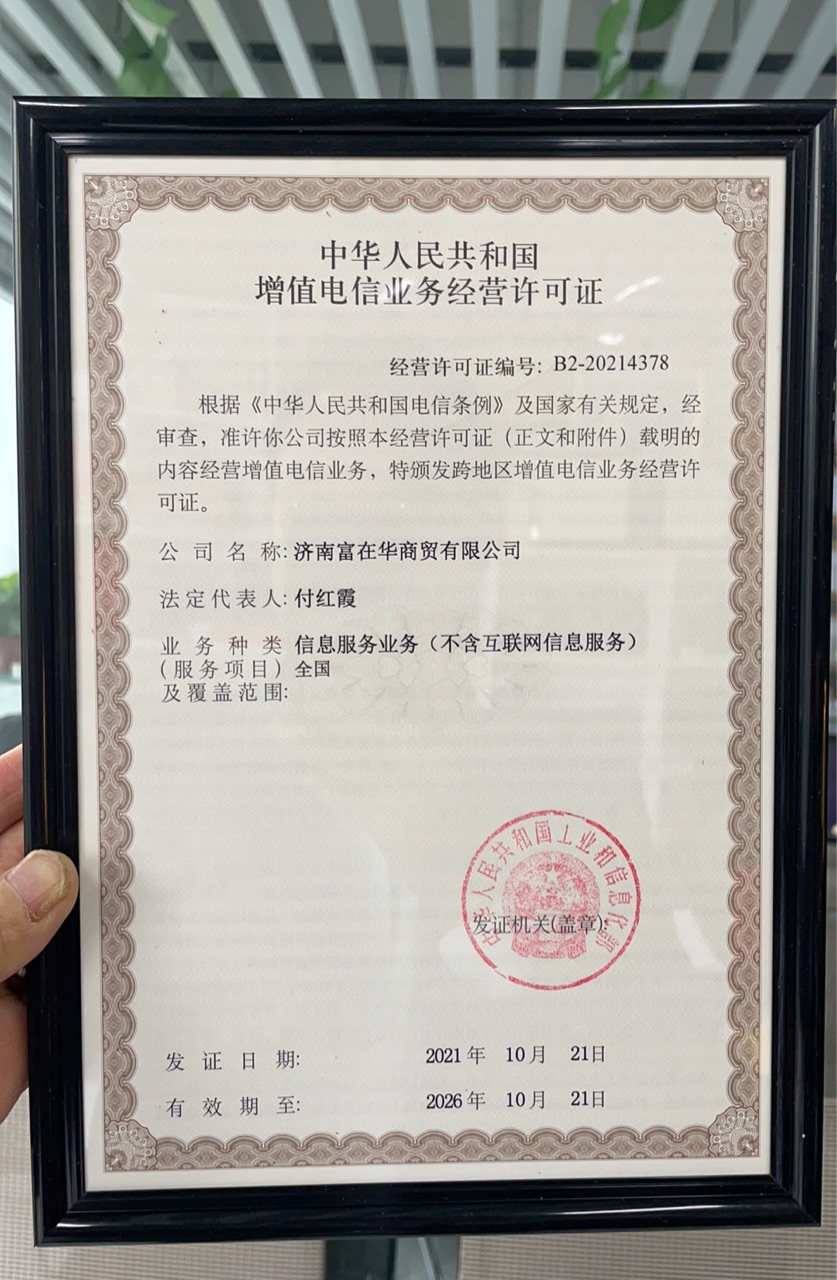 中华人民共和国
增值电信业务经营许可证
经营许可证编号: B2-20214378
根据《中华人民共和国电信条例》及国家有关规定，经
审查，准许你公司按照本经营许可证（正文和附件）载明的
内容经营增值电信业务，特颁发跨地区增值电信业务经营许
可证。
公司名称: 济南富在华商贸有限公司
法定代表人: 付红霞
业务种类 信息服务业务（不含互联网信息服务）
(服务项目) 全国
及覆盖范围:
中华人民共和国工业和信息化部
发证机关(盖章):
发证日期: 2021年 10月 21日
有效期至: 2026年 10月 21日